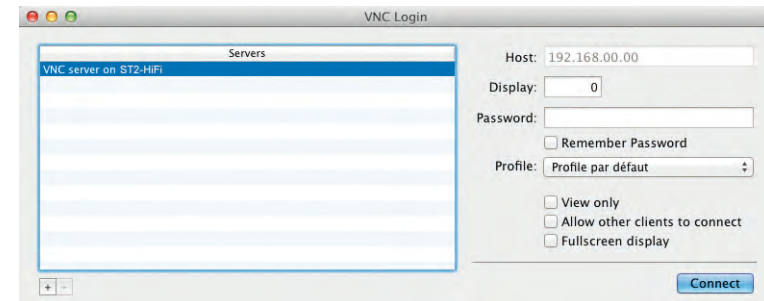 VNC Login
Servers
VNC server on ST2-HiFi
Host: 192.168.00.00
Display: 0
Password:
Remember Password
Profile: Profile par défaut
View only
Allow other clients to connect
Fullscreen display
+ -
Connect